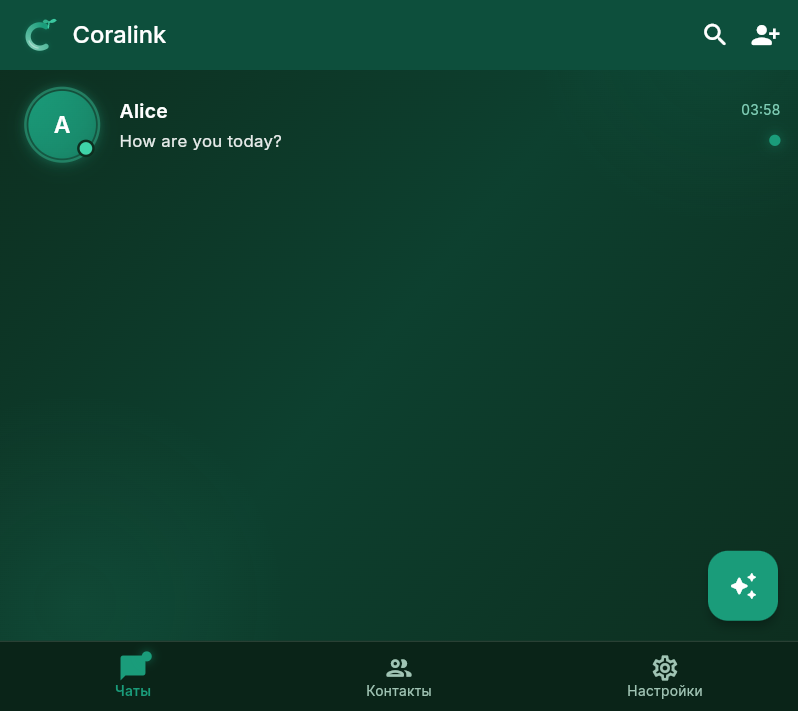 Coralink
A
Alice
03:58
How are you today?
Чаты
Контакты
Настройки